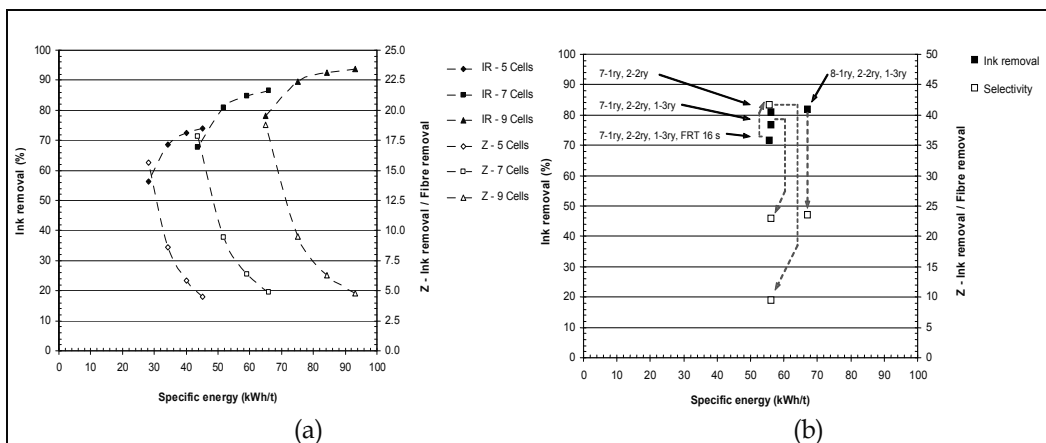 100
90
80
70
60
50
40
30
20
10
0
Ink removal (%)
25.0
22.5
20.0
17.5
15.0
12.5
10.0
7.5
5.0
2.5
0.0
Z - Ink removal / Fibre removal
0 10 20 30 40 50 60 70 80 90 100
Specific energy (kWh/t)
IR - 5 Cells
IR - 7 Cells
IR - 9 Cells
Z - 5 Cells
Z - 7 Cells
Z - 9 Cells
(a)
100
90
80
70
60
50
40
30
20
10
0
Ink removal (%)
7-1ry, 2-2ry
8-1ry, 2-2ry, 1-3ry
7-1ry, 2-2ry, 1-3ry
7-1ry, 2-2ry, 1-3ry, FRT 16 s
50
45
40
35
30
25
20
15
10
5
0
Z - Ink removal / Fibre removal
0 10 20 30 40 50 60 70 80 90 100
Specific energy (kWh/t)
Ink removal
Selectivity
(b)